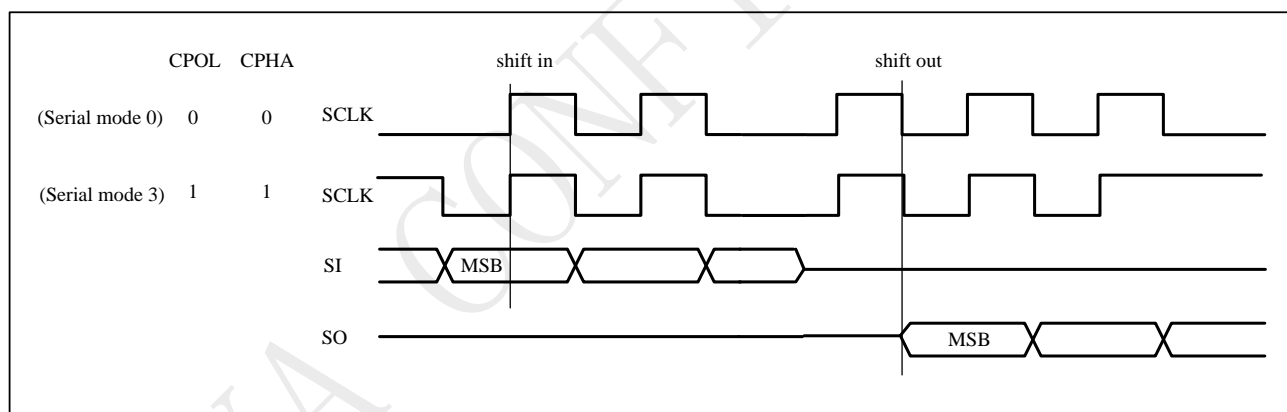 CPOL CPHA shift in shift out
(Serial mode 0) 0 0 SCLK
(Serial mode 3) 1 1 SCLK
SI MSB
SO MSB